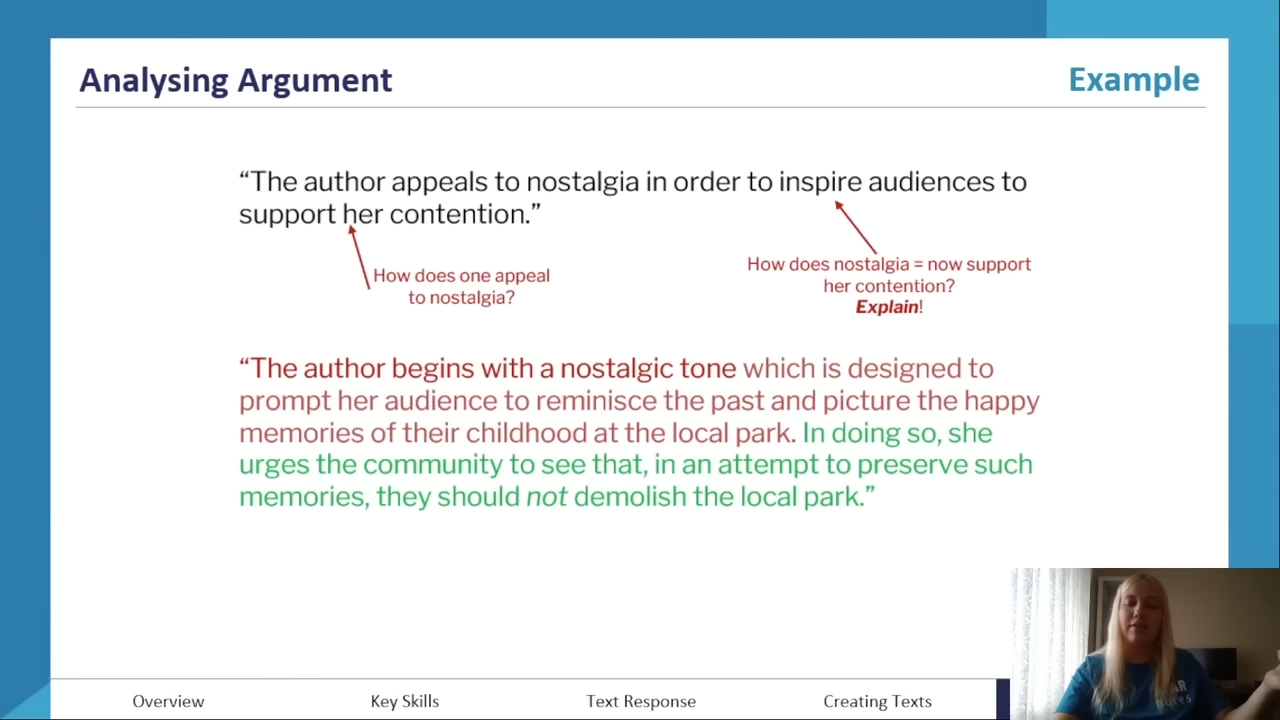 Analysing Argument
Example
“The author appeals to nostalgia in order to inspire audiences to
support her contention.”
How does one appeal
to nostalgia?
How does nostalgia = now support
her contention?
Explain!
“The author begins with a nostalgic tone which is designed to
prompt her audience to reminisce the past and picture the happy
memories of their childhood at the local park. In doing so, she
urges the community to see that, in an attempt to preserve such
memories, they should not demolish the local park.”
Overview
Key Skills
Text Response
Creating Texts